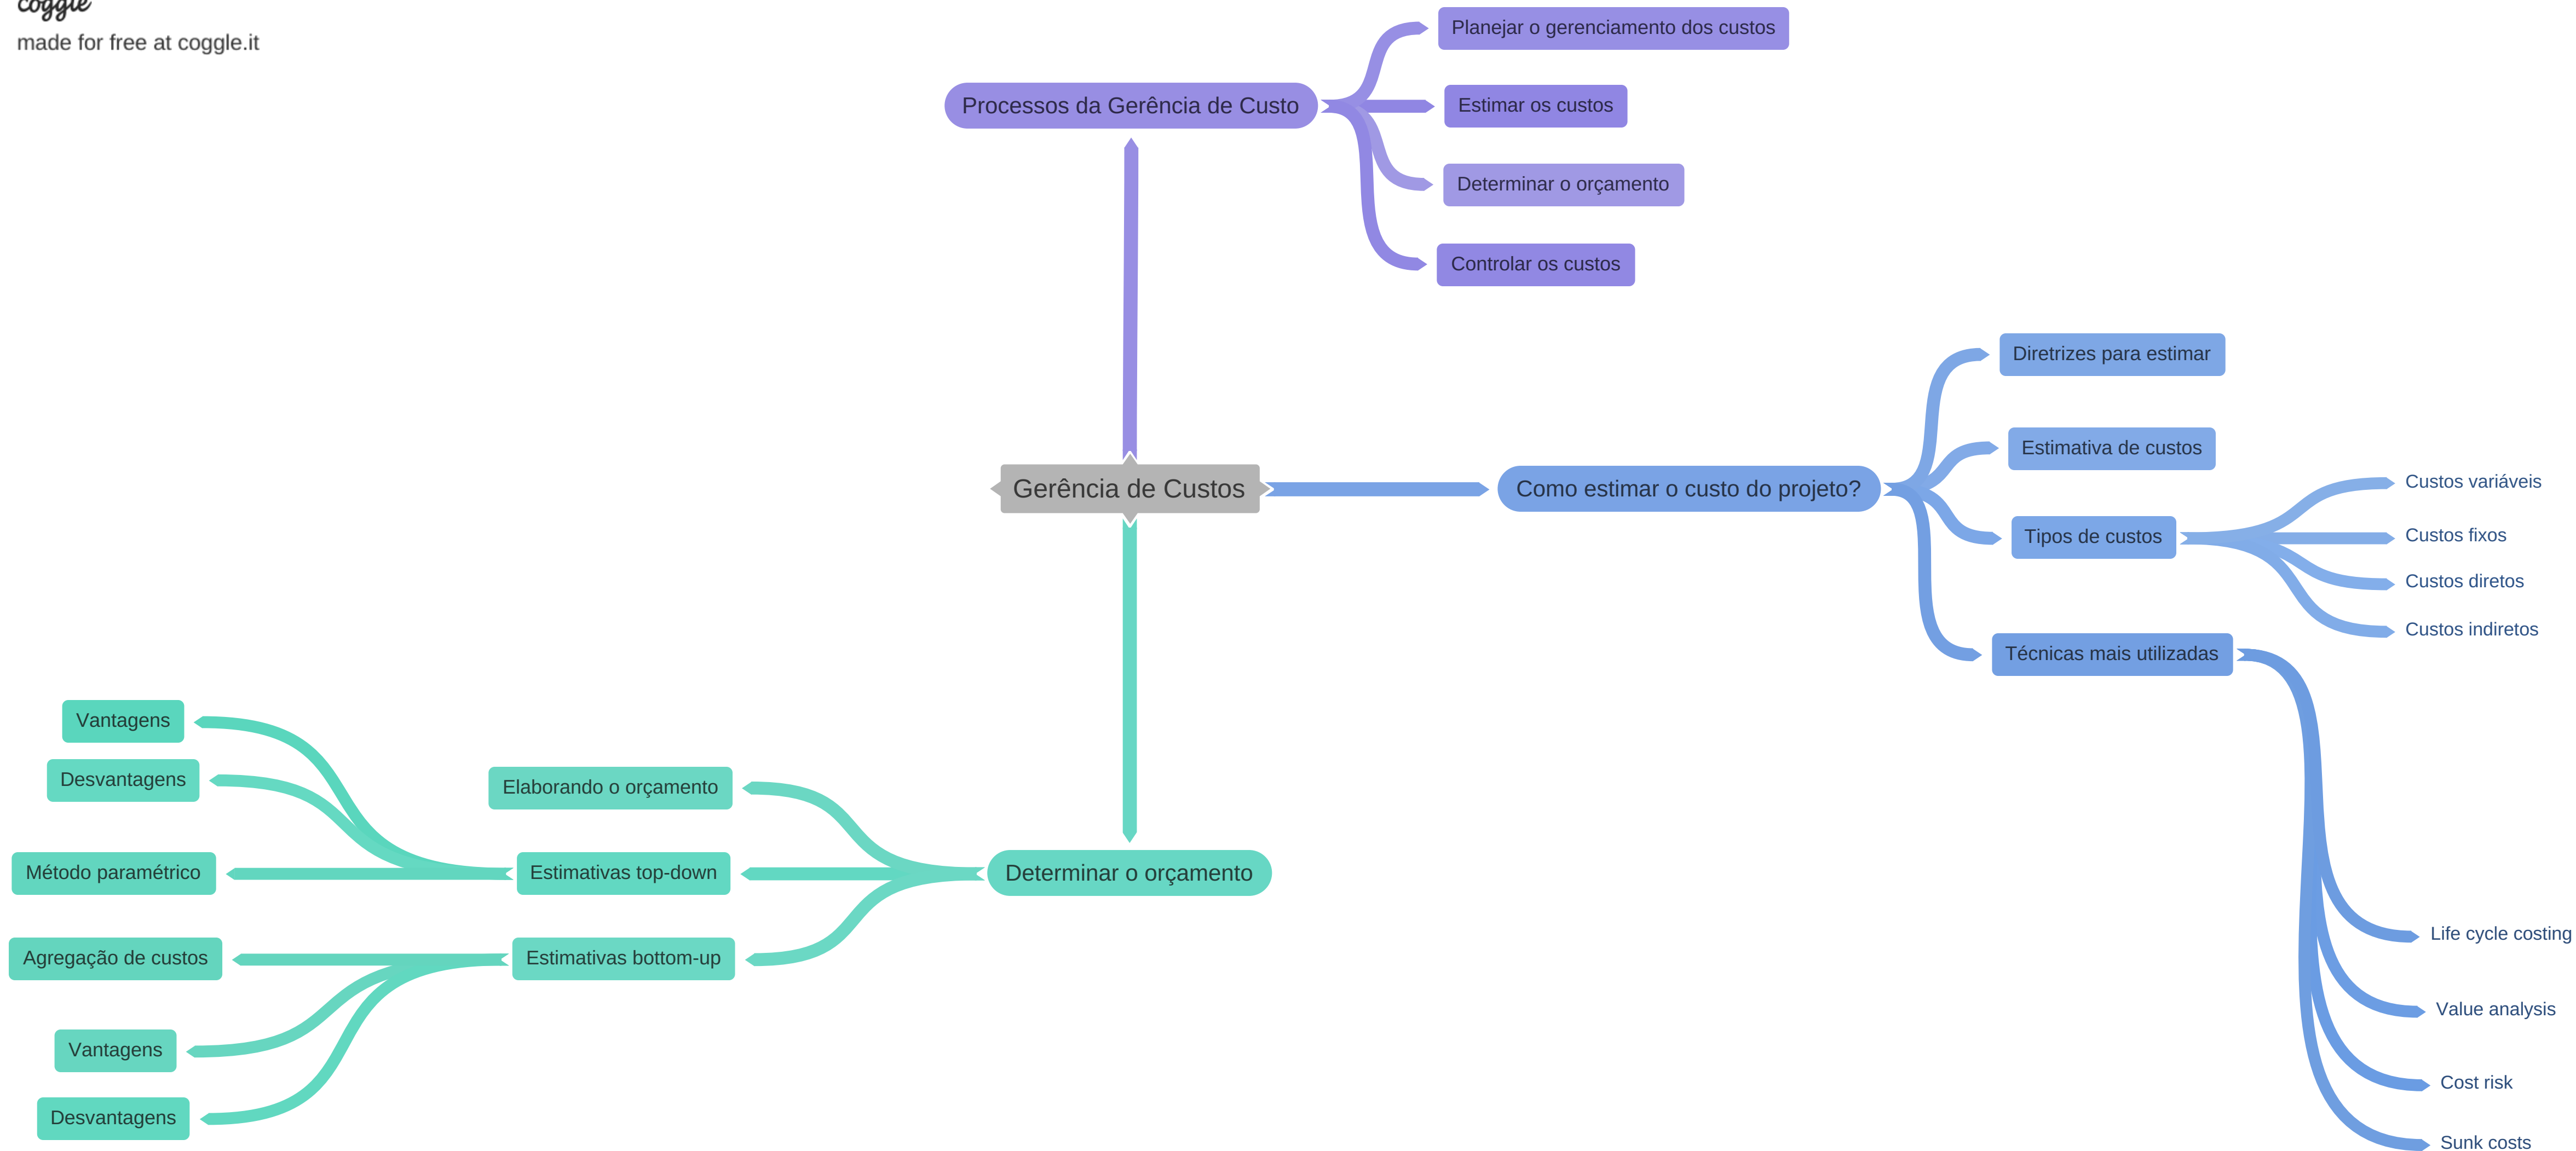 coggle
made for free at coggle.it
Planejar o gerenciamento dos custos
Processos da Gerência de Custo
Estimar os custos
Determinar o orçamento
Controlar os custos
Gerência de Custos
Como estimar o custo do projeto?
Diretrizes para estimar
Estimativa de custos
Tipos de custos
Custos variáveis
Custos fixos
Custos diretos
Custos indiretos
Técnicas mais utilizadas
Life cycle costing
Value analysis
Cost risk
Sunk costs
Determinar o orçamento
Elaborando o orçamento
Estimativas top-down
Vantagens
Desvantagens
Método paramétrico
Estimativas bottom-up
Agregação de custos
Vantagens
Desvantagens